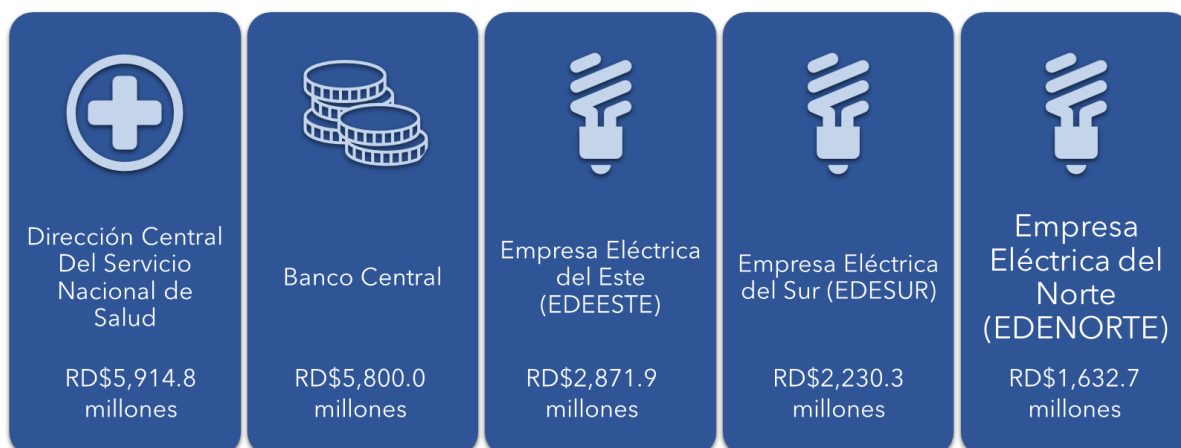 Dirección Central
Del Servicio
Nacional de
Salud
RD$5,914.8
millones
Banco Central
RD$5,800.0
millones
Empresa Eléctrica
del Este
(EDEESTE)
RD$2,871.9
millones
Empresa Eléctrica
del Sur (EDESUR)
RD$2,230.3
millones
Empresa
Eléctrica del
Norte
(EDENORTE)
RD$1,632.7
millones